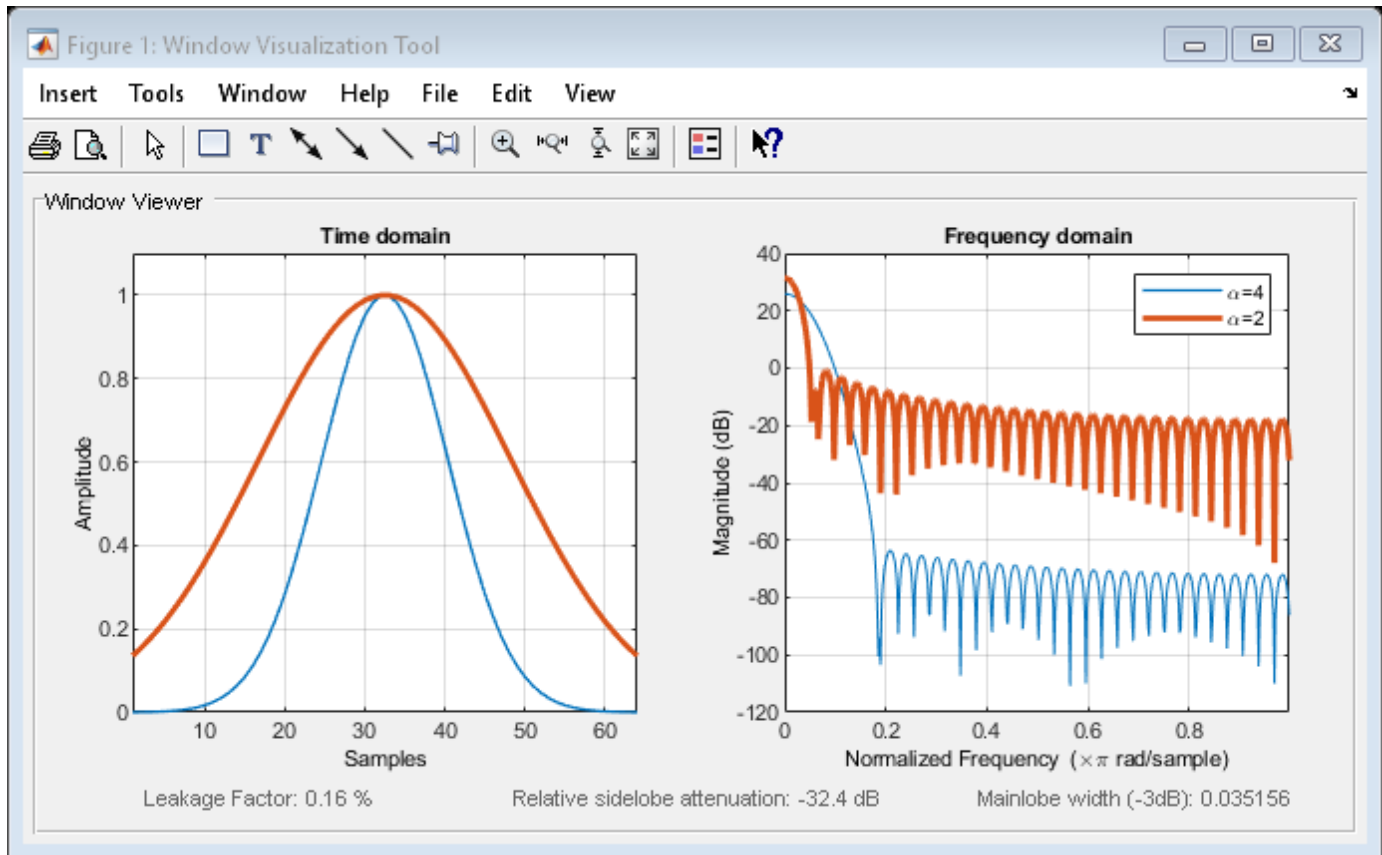 Figure 1: Window Visualization Tool
Insert Tools Window Help File Edit View
T
?
Window Viewer
Time domain
Amplitude
1
0.8
0.6
0.4
0.2
0
10 20 30 40 50 60
Samples
Frequency domain
Magnitude (dB)
40
20
0
-20
-40
-60
-80
-100
-120
0 0.2 0.4 0.6 0.8
Normalized Frequency (×π rad/sample)
α=4
α=2
Leakage Factor: 0.16 %
Relative sidelobe attenuation: -32.4 dB
Mainlobe width (-3dB): 0.035156